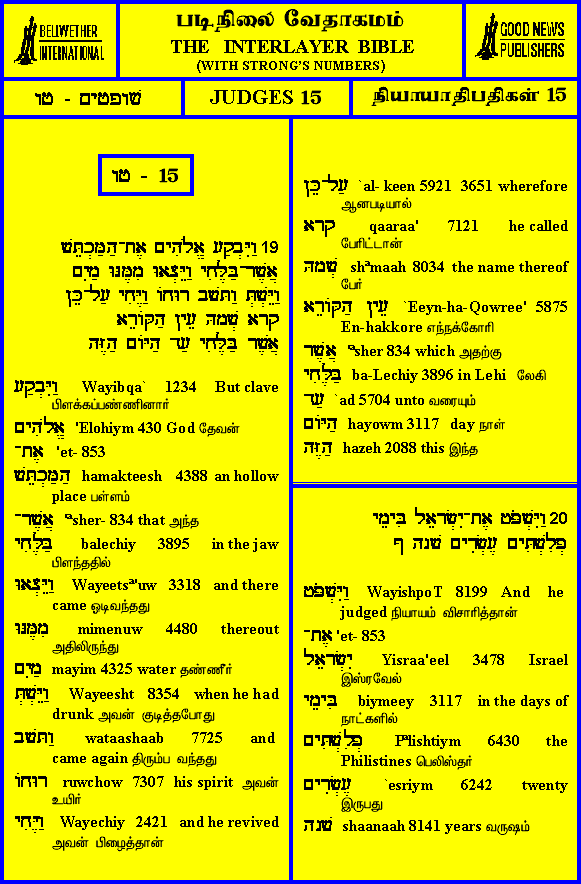 BELLWETHER
INTERNATIONAL
படிநிலை வேதாகமம்
THE INTERLAYER BIBLE
(WITH STRONG'S NUMBERS)
GOOD NEWS
PUBLISHERS
שׁוֹפטִים - טו
JUDGES 15
நியாயாதிபதிகள் 15
טו - 15
19 וַיִּבְקַע אֱלֹהִים אֶת־הַמַּכְתֵּשׁ
אֲשֶׁר־בַּלֶּחִי וַיֵּצְאוּ מִמֶּנּוּ מַיִם
וַיֵּשְׁתְּ וַתָּשָׁב רוּחוֹ וַיֶּחִי עַל־כֵּן
קָרָא שְׁמָהּ עֵין הַקּוֹרֵא
אֲשֶׁר בַּלֶּחִי עַד הַיּוֹם הַזֶּה
וַיִּבְקַע Wayibqa` 1234 But clave
பிளக்கப்பண்ணினார்
אֱלֹהִים 'Elohiym 430 God தேவன்
אֶת־ 'et- 853
הַמַּכְתֵּשׁ hamakteesh 4388 an hollow
place பள்ளம்
אֲשֶׁר־ ªsher- 834 that அந்த
בַּלֶּחִי balechiy 3895 in the jaw
பிளந்ததில்
וַיֵּצְאוּ Wayeetsª'uw 3318 and there
came ஓடிவந்தது
מִמֶּנּוּ mimenuw 4480 thereout
அதிலிருந்து
מַיִם mayim 4325 water தண்ணீர்
וַיֵּשְׁתְּ Wayeesht 8354 when he had
drunk அவன் குடித்தபோது
וַתָּשָׁב wataashaab 7725 and
came again திரும்ப வந்தது
רוּחוֹ ruwchow 7307 his spirit அவன்
உயிர்
וַיֶּחִי Wayechiy 2421 and he revived
அவன் பிழைத்தான்
עַל־כֵּן `al- keen 5921 3651 wherefore
ஆனபடியால்
קָרָא qaaraa' 7121 he called
பேரிட்டான்
שְׁמָהּ shªmaah 8034 the name thereof
பேர்
עֵין הַקּוֹרֵא `Eeyn-ha-Qowree' 5875
En-hakkore எந்நக்கோரி
אֲשֶׁר ªsher 834 which அதற்கு
בַּלֶּחִי ba-Lechiy 3896 in Lehi லேகி
עַד `ad 5704 unto வரையும்
הַיּוֹם hayowm 3117 day நாள்
הַזֶּה hazeh 2088 this இந்த
20 וַיִּשְׁפֹּט אֶת־יִשְׂרָאֵל בִּימֵי
פְלִשְׁתִּים עֶשְׂרִים שָׁנָה פ
וַיִּשְׁפֹּט WayishpoT 8199 And he
judged நியாயம் விசாரித்தான்
אֶת־ 'et- 853
יִשְׂרָאֵל Yisraa'eel 3478 Israel
இஸ்ரவேல்
בִּימֵי biymeey 3117 in the days of
நாட்களில்
פְלִשְׁתִּים Pªlishtiym 6430 the
Philistines பெலிஸ்தர்
עֶשְׂרִים `esriym 6242 twenty
இருபது
שָׁנָה shaanaah 8141 years வருஷம்